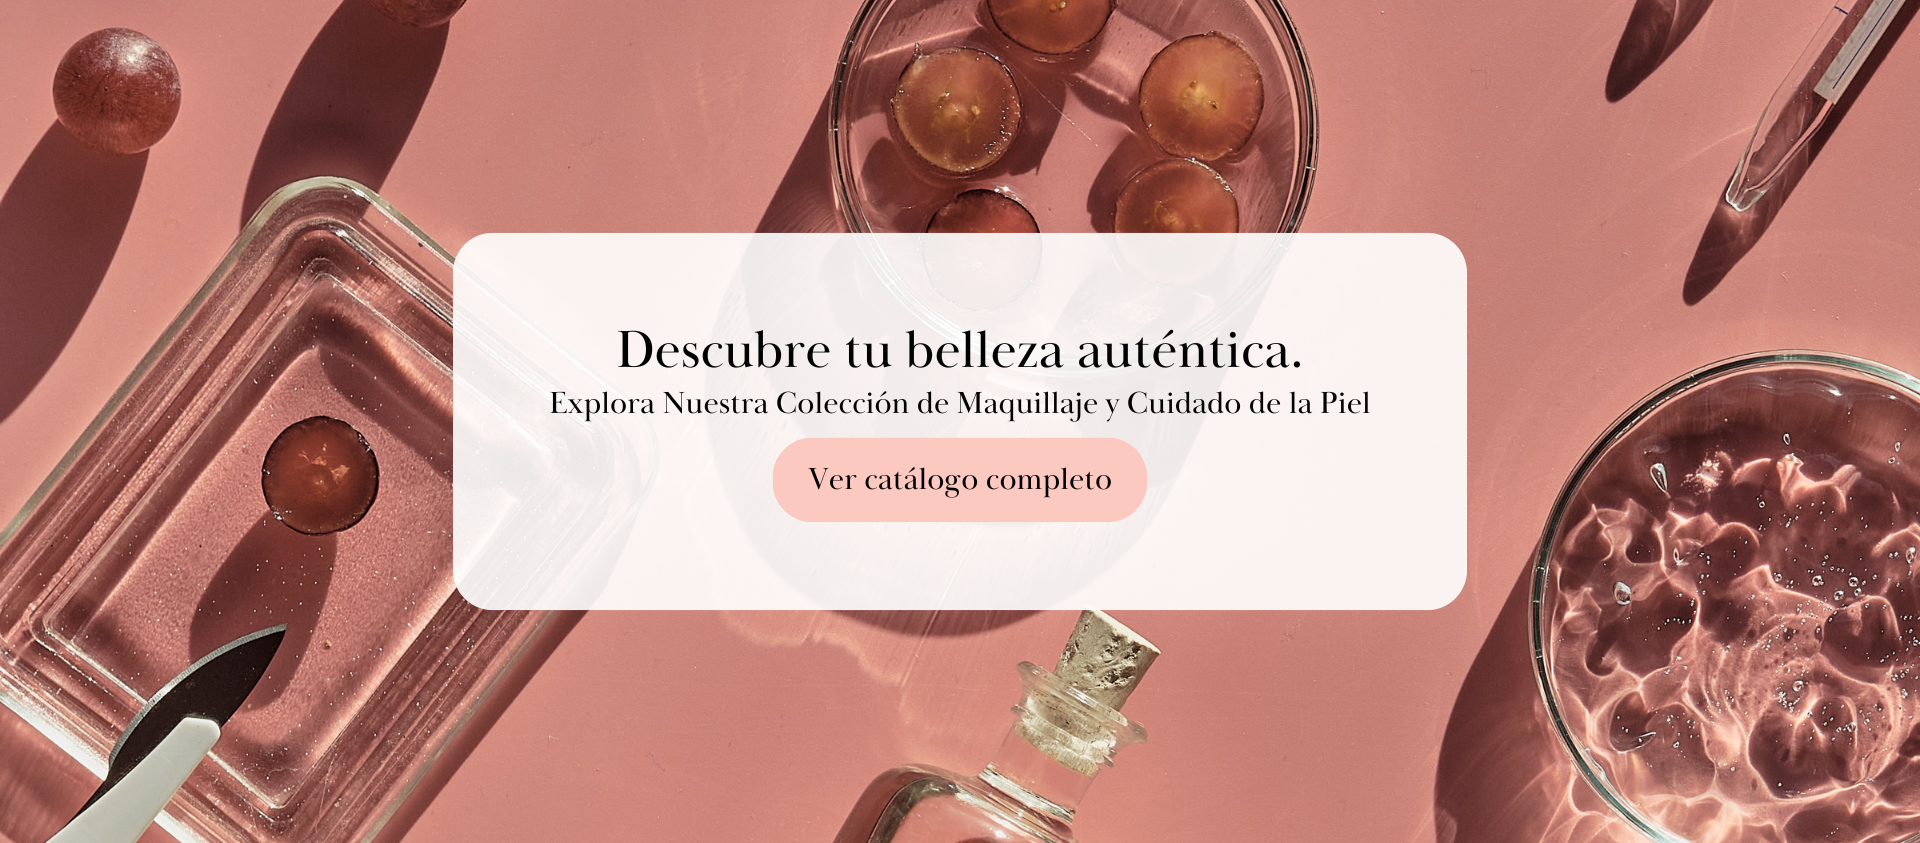 Descubre tu belleza auténtica.
Explora Nuestra Colección de Maquillaje y Cuidado de la Piel
Ver catálogo completo